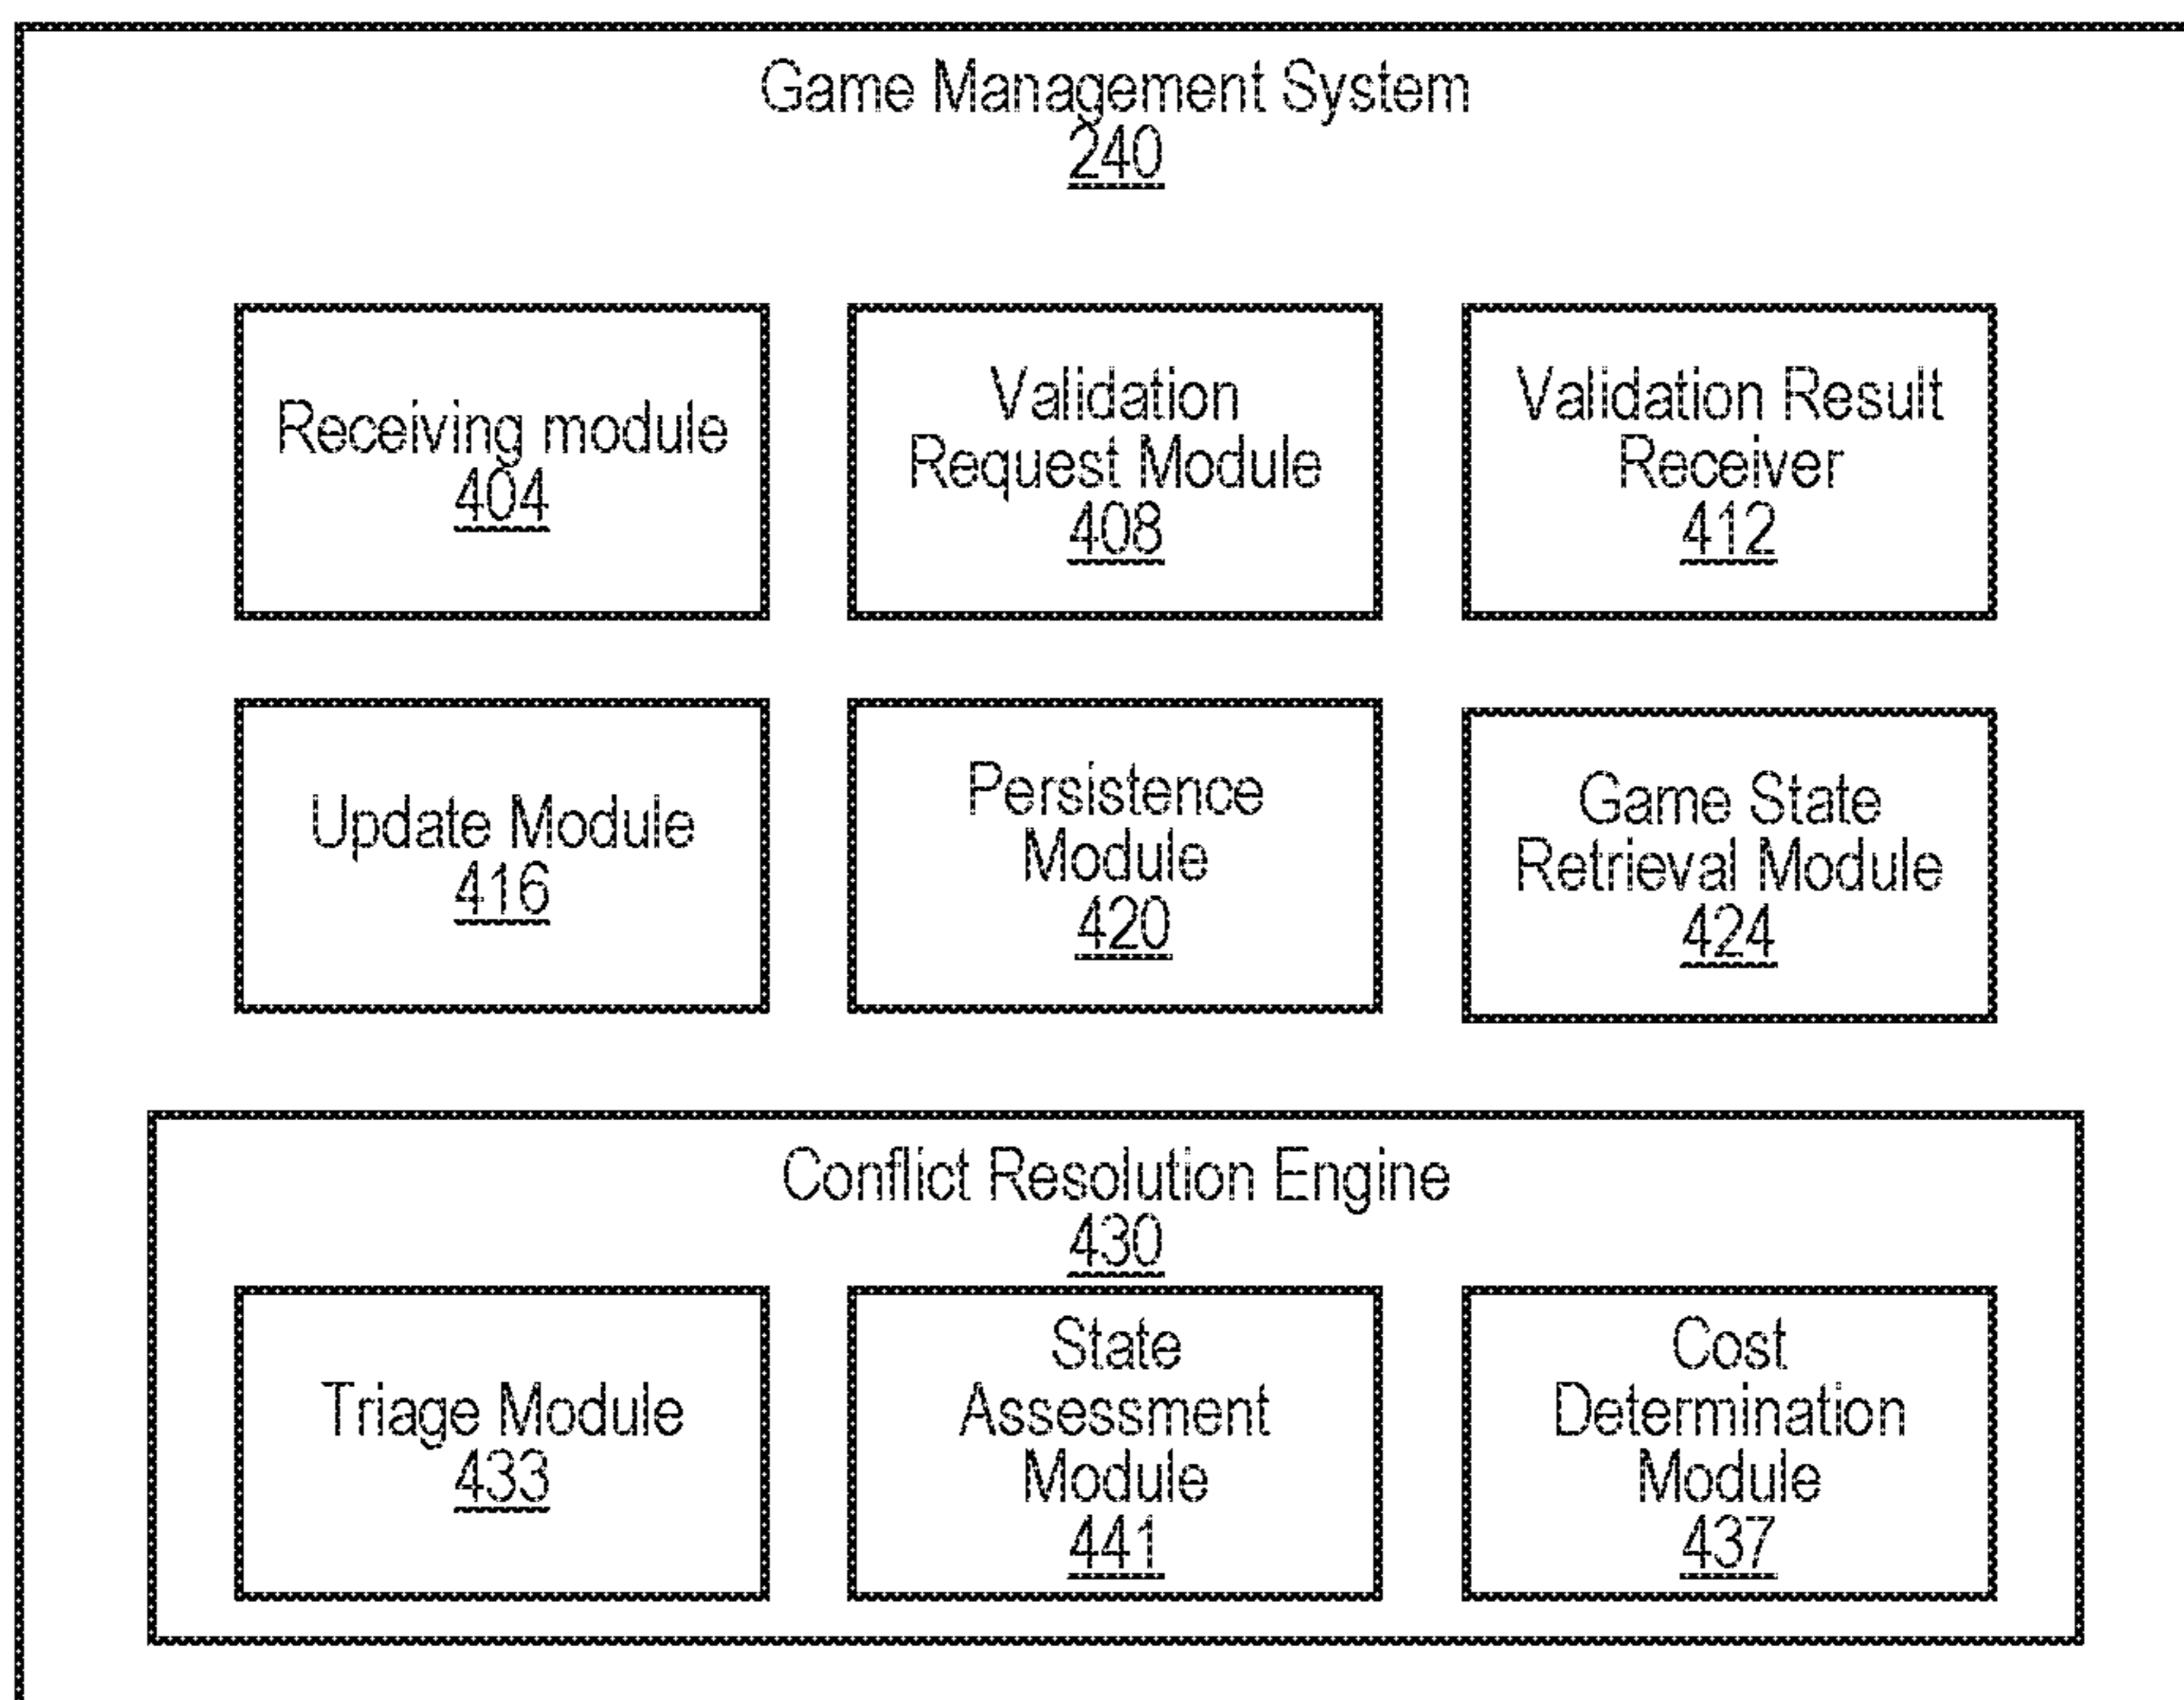 Game Management System
240
Receiving module
404
Validation
Request Module
408
Validation Result
Receiver
412
Update Module
416
Persistence
Module
420
Game State
Retrieval Module
424
Conflict Resolution Engine
430
Triage Module
433
State
Assessment
Module
441
Cost
Determination
Module
437